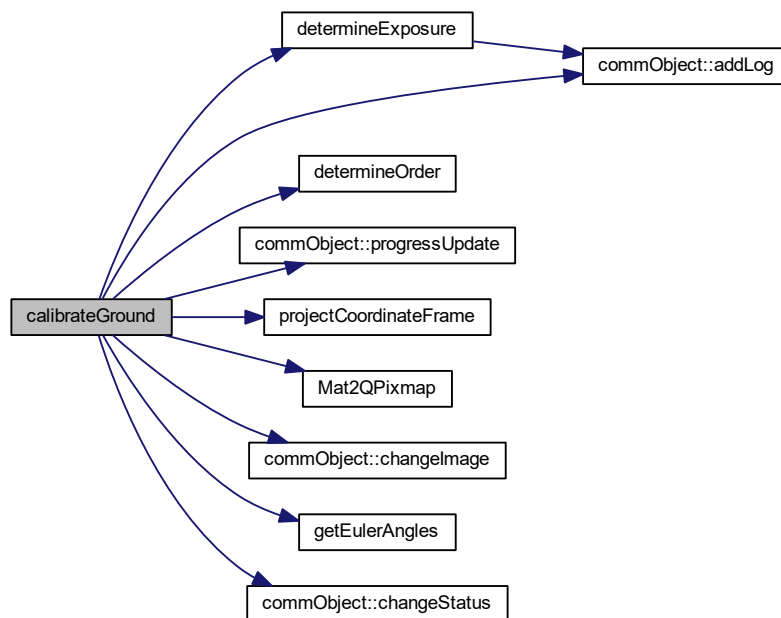 determineExposure
commObject::addLog
determineOrder
commObject::progressUpdate
calibrateGround
projectCoordinateFrame
Mat2QPixmap
commObject::changeImage
getEulerAngles
commObject::changeStatus